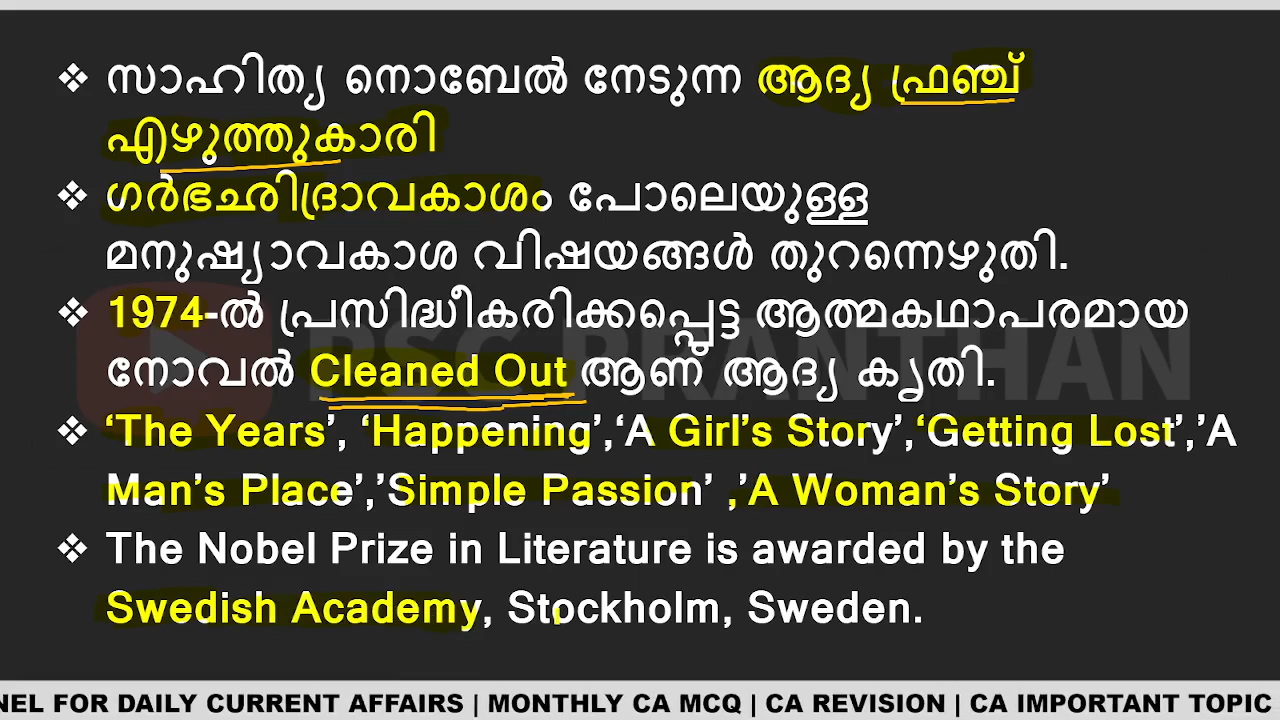 ❖ സാഹിത്യ നൊബേൽ നേടുന്ന ആദ്യ ഫ്രഞ്ച്
എഴുത്തുകാരി
❖ ഗർഭഛിദ്രാവകാശം പോലെയുള്ള
മനുഷ്യാവകാശ വിഷയങ്ങൾ തുറന്നെഴുതി.
❖ 1974-ൽ പ്രസിദ്ധീകരിക്കപ്പെട്ട ആത്മകഥാപരമായ
നോവൽ Cleaned Out ആണ് ആദ്യ കൃതി.
PSC PRANTHAN
❖ ‘The Years’, ‘Happening’,‘A Girl’s Story’,‘Getting Lost’,’A
Man’s Place’,’Simple Passion’ ,’A Woman’s Story’
❖ The Nobel Prize in Literature is awarded by the
Swedish Academy, Stockholm, Sweden.
NEL FOR DAILY CURRENT AFFAIRS | MONTHLY CA MCQ | CA REVISION | CA IMPORTANT TOPIC